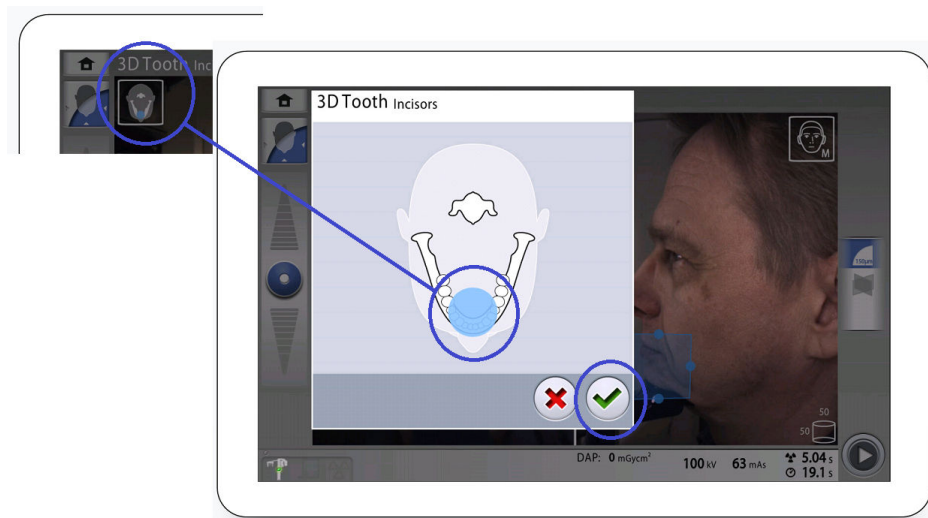 3D Tooth Inc
3D Tooth Incisors
M
150µm
50
50
DAP: 0 mGycm²
100 kV 63 mAs
5.04 s
19.1 s